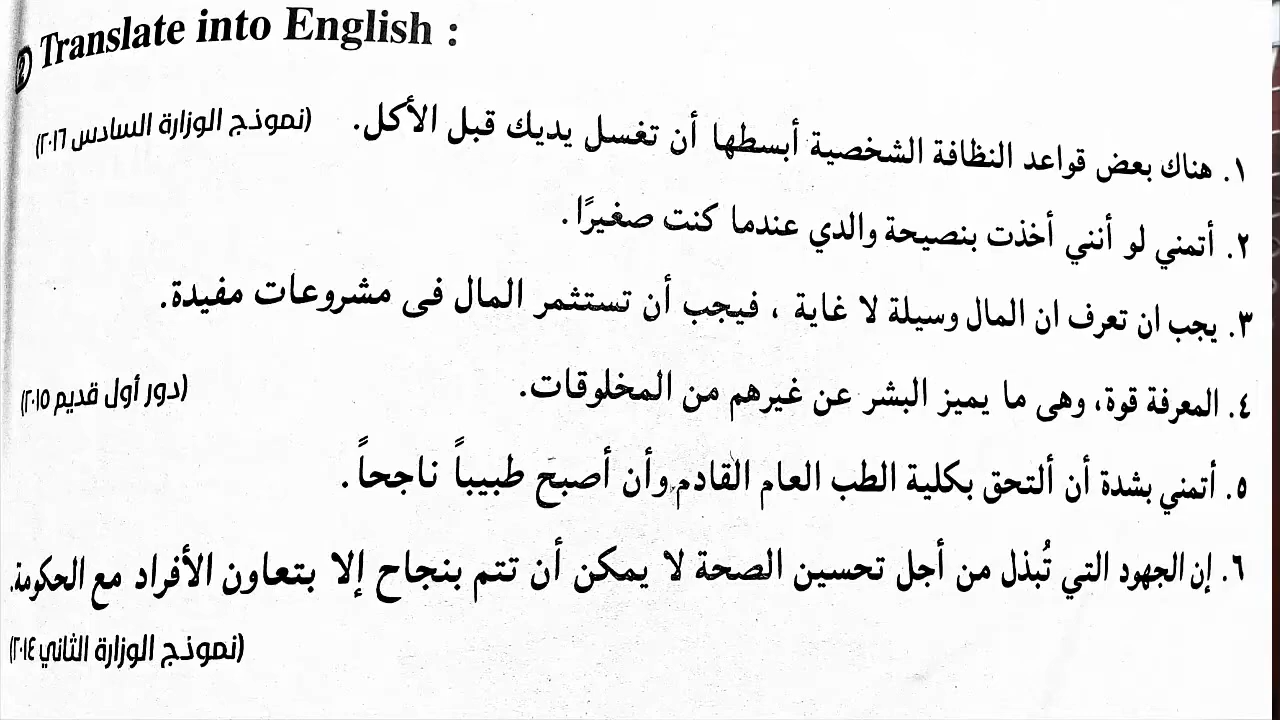 ② Translate into English :
١. هناك بعض قواعد النظافة الشخصية أبسطها أن تغسل يديك قبل الأكل. (نموذج الوزارة السادس ٢٠١٦)
٢. أتمني لو أنني أخذت بنصيحة والدي عندما كنت صغيرًا.
٣. يجب ان تعرف ان المال وسيلة لا غاية ، فيجب أن تستثمر المال فى مشروعات مفيدة.
٤. المعرفة قوة، وهى ما يميز البشر عن غيرهم من المخلوقات. (دور أول قديم ٢٠١٥)
٥. أتمني بشدة أن ألتحق بكلية الطب العام القادم وأن أصبح طبيباً ناجحاً.
٦. إن الجهود التي تُبذل من أجل تحسين الصحة لا يمكن أن تتم بنجاح إلا بتعاون الأفراد مع الحكومة.
(نموذج الوزارة الثاني ٢٠١٤)